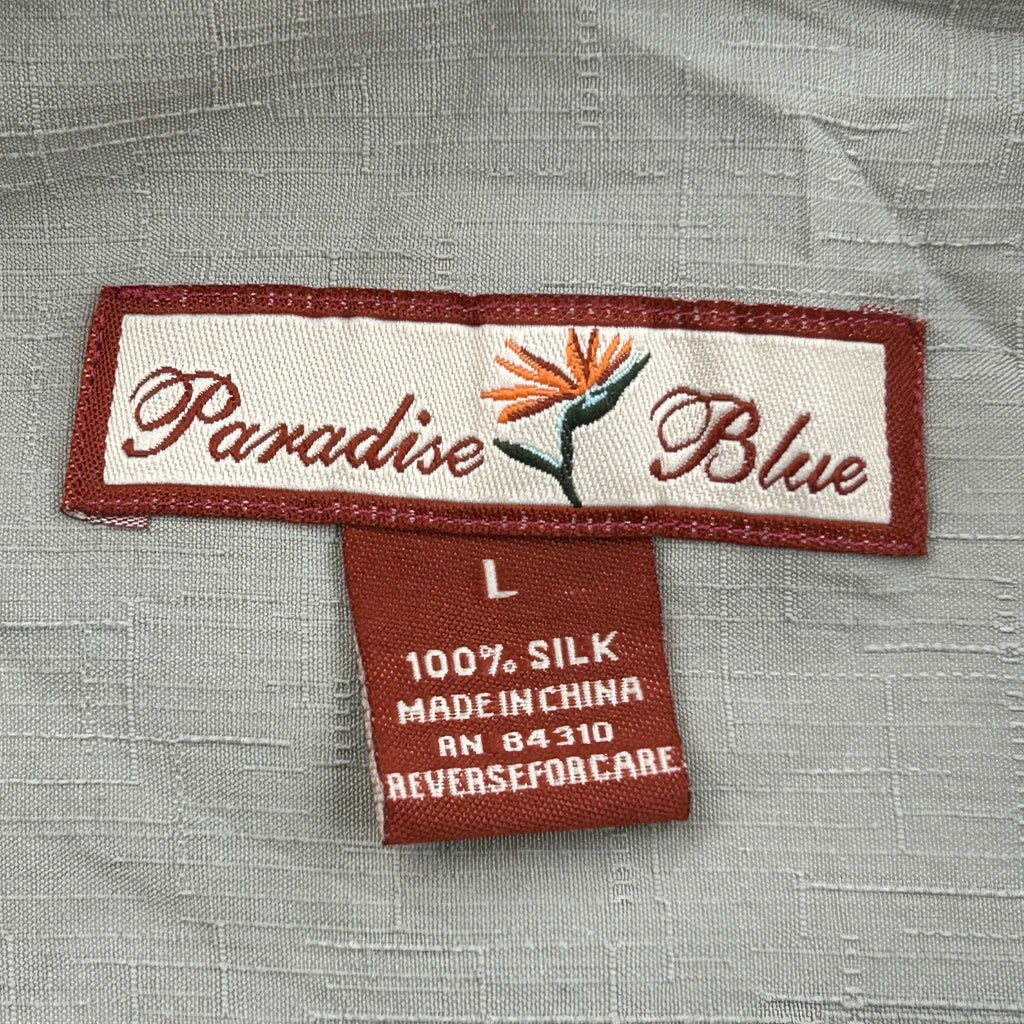 Paradise Blue
L
100% SILK
MADE IN CHINA
RN 84310
REVERSE FOR CARE